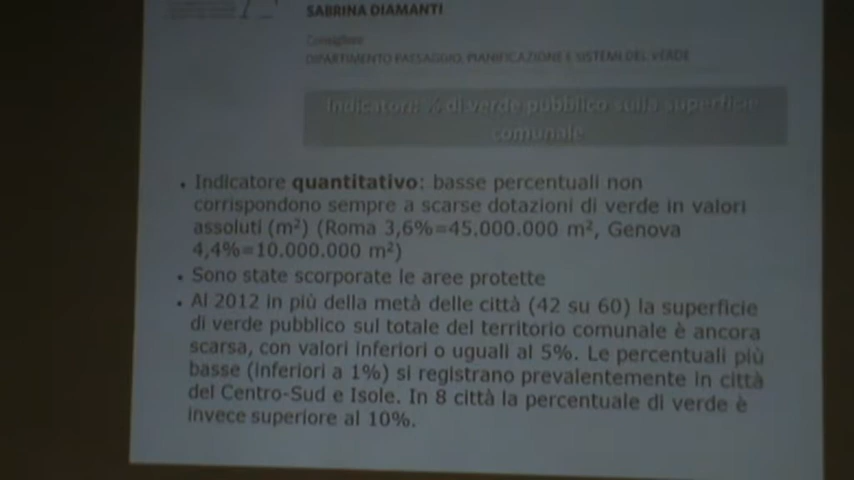 SABRINA DIAMANTI
Consigliere
DIPARTIMENTO PAESAGGIO, PIANIFICAZIONE E SISTEMI DEL VERDE
Indicatori: % di verde pubblico sulla superficie
comunale
• Indicatore quantitativo: basse percentuali non
corrispondono sempre a scarse dotazioni di verde in valori
assoluti (m²) (Roma 3,6%=45.000.000 m², Genova
4,4%=10.000.000 m²)
• Sono state scorporate le aree protette
• Al 2012 in più della metà delle città (42 su 60) la superficie
di verde pubblico sul totale del territorio comunale è ancora
scarsa, con valori inferiori o uguali al 5%. Le percentuali più
basse (inferiori a 1%) si registrano prevalentemente in città
del Centro-Sud e Isole. In 8 città la percentuale di verde è
invece superiore al 10%.